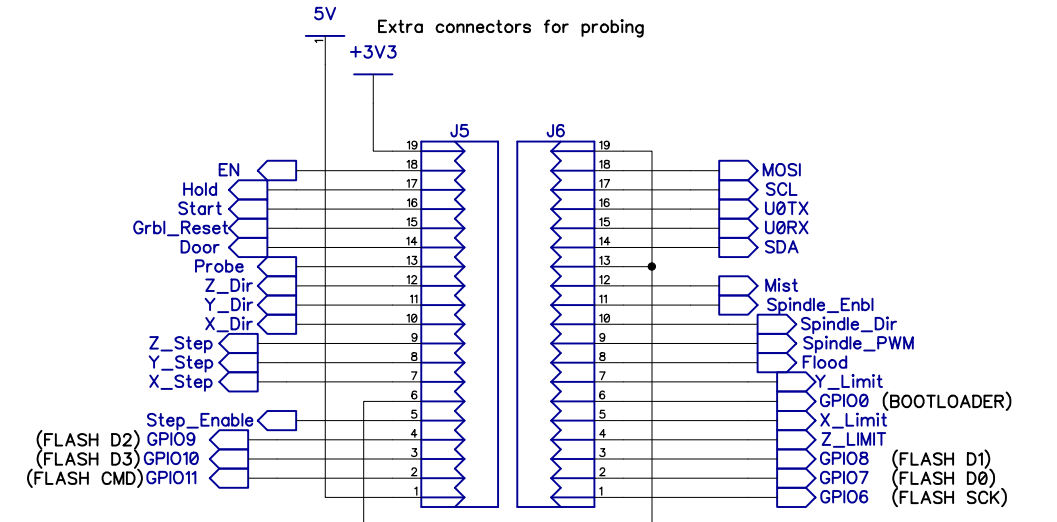 5V
1
Extra connectors for probing
+3V3
J5 J6
19 19
EN 18 18 MOSI
Hold 17 17 SCL
Start 16 16 U0TX
Grbl_Reset 15 15 U0RX
Door 14 14 SDA
Probe 13 13
Z_Dir 12 12 Mist
Y_Dir 11 11 Spindle_Enbl
X_Dir 10 10 Spindle_Dir
Z_Step 9 9 Spindle_PWM
Y_Step 8 8 Flood
X_Step 7 7 Y_Limit
6 6 GPIO0 (BOOTLOADER)
Step_Enable 5 5 X_Limit
(FLASH D2) GPIO9 4 4 Z_LIMIT
(FLASH D3) GPIO10 3 3 GPIO8 (FLASH D1)
(FLASH CMD) GPIO11 2 2 GPIO7 (FLASH D0)
1 1 GPIO6 (FLASH SCK)